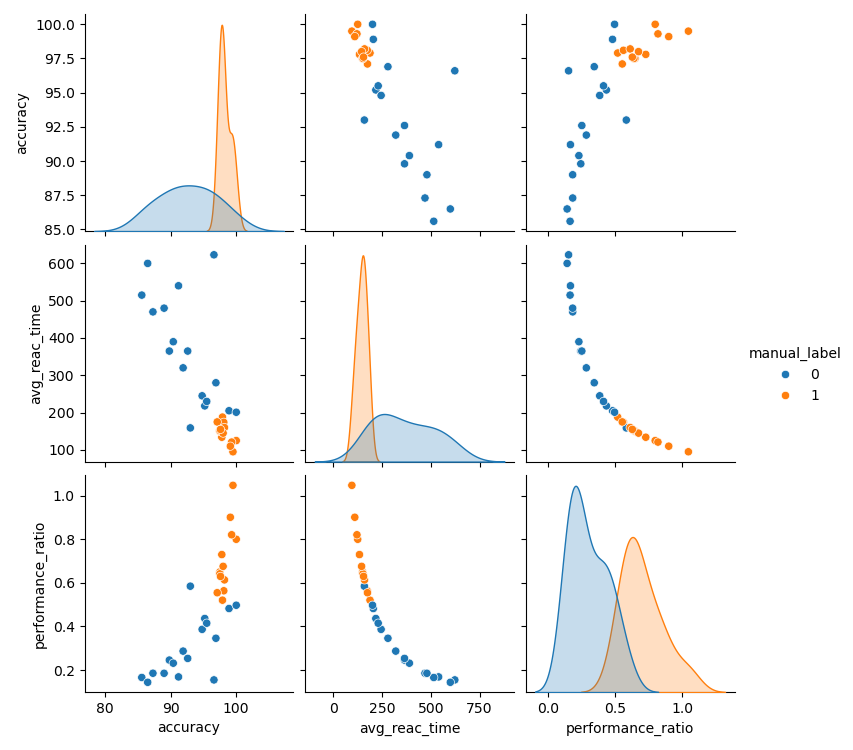 100.0
97.5
95.0
92.5
90.0
87.5
85.0
accuracy
600
500
400
300
200
100
avg_reac_time
manual_label
0
1
1.0
0.8
0.6
0.4
0.2
performance_ratio
80 90 100
0 250 500 750
0.0 0.5 1.0
accuracy avg_reac_time performance_ratio